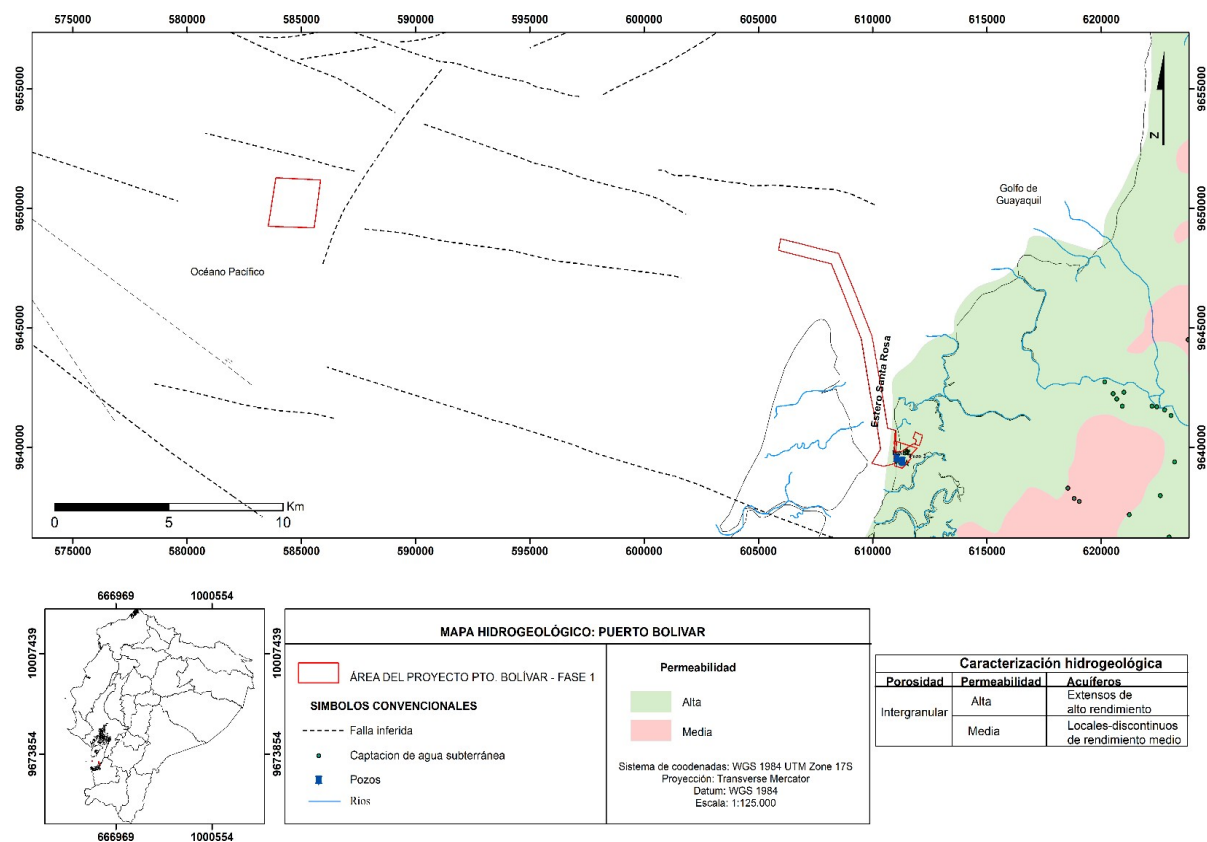 575000 580000 585000 590000 595000 600000 605000 610000 615000 620000
9655000 9655000
N
Golfo de
Guayaquil
9650000 9650000
Océano Pacífico
9645000 9645000
Estero Santa Rosa
9640000 9640000
Km
0 5 10
575000 580000 585000 590000 595000 600000 605000 610000 615000 620000
666969 1000554
10007439 10007439
9673854 9673854
666969 1000554
MAPA HIDROGEOLÓGICO: PUERTO BOLIVAR
ÁREA DEL PROYECTO PTO. BOLÍVAR - FASE 1
SIMBOLOS CONVENCIONALES
Falla inferida
Captacion de agua subterránea
Pozos
Rios
Permeabilidad
Alta
Media
Sistema de coodenadas: WGS 1984 UTM Zone 17S
Proyección: Transverse Mercator
Datum: WGS 1984
Escala: 1:125.000
Caracterización hidrogeológica
Porosidad Permeabilidad Acuíferos
Intergranular
Alta
Extensos de
alto rendimiento
Media
Locales-discontinuos
de rendimiento medio